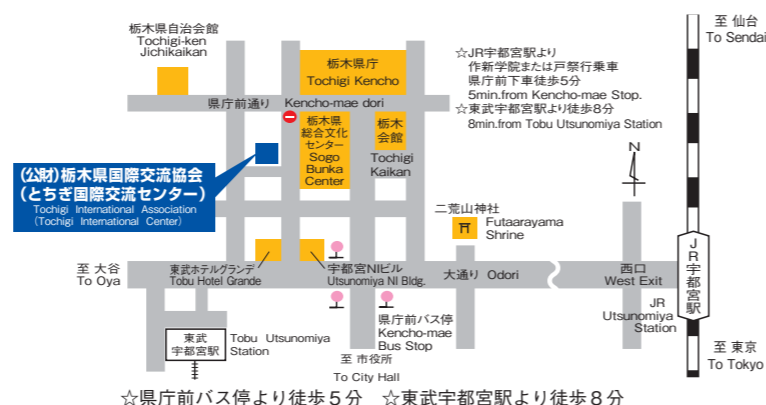 栃木県自治会館
Tochigi-ken
Jichikaikan
栃木県庁
Tochigi Kencho
☆JR宇都宮駅より
作新学院または戸祭行乗車
県庁前下車徒歩5分
5min.from Kencho-mae Stop.
☆東武宇都宮駅より徒歩8分
8min.from Tobu Utsunomiya Station
至 仙台
To Sendai
県庁前通り Kencho-mae dori
栃木県
総合文化
センター
Sogo
Bunka
Center
栃木
会館
Tochigi
Kaikan
(公財)栃木県国際交流協会
(とちぎ国際交流センター)
Tochigi International Association
(Tochigi International Center)
N
二荒山神社
Futaarayama
Shrine
至 大谷
To Oya
東武ホテルグランデ
Tobu Hotel Grande
宇都宮NIビル
Utsunomiya NI Bldg.
大通り Odori
西口
West Exit
JR宇都宮駅
JR
Utsunomiya
Station
東武
宇都宮駅
Tobu Utsunomiya
Station
県庁前バス停
Kencho-mae
Bus Stop
至 市役所
To City Hall
至 東京
To Tokyo
☆県庁前バス停より徒歩5分 ☆東武宇都宮駅より徒歩8分